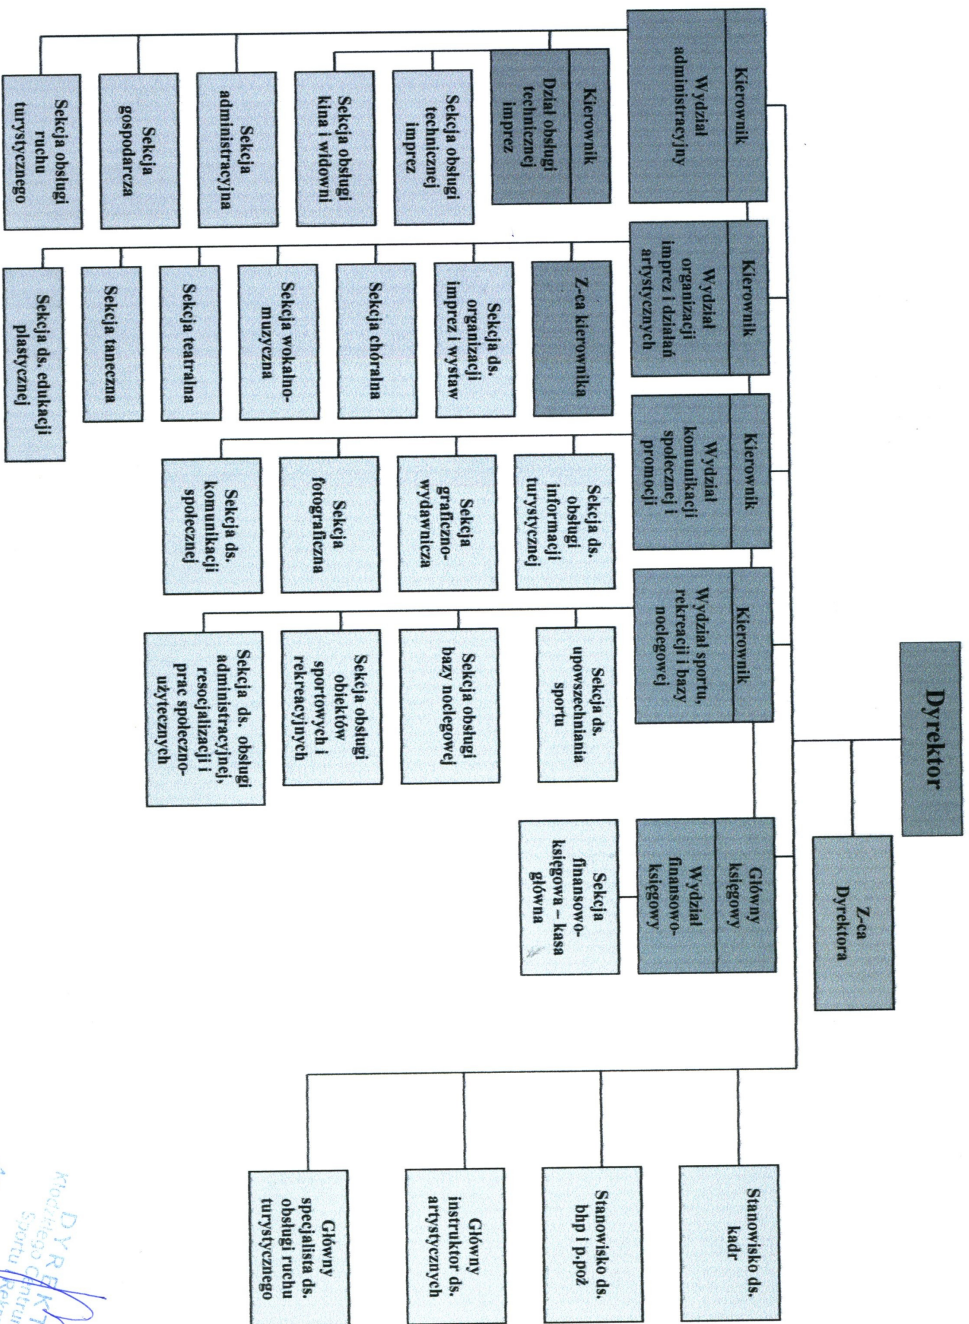 Dyrektor
Z-ca
Dyrektora
Kierownik
Wydział
administracyjny
Kierownik
Dział obsługi
technicznej
imprez
Sekcja obsługi
technicznej
imprez
Sekcja obsługi
kina i widowni
Sekcja
administracyjna
Sekcja
gospodarcza
Sekcja obsługi
ruchu
turystycznego
Kierownik
Wydział
organizacji
imprez i działań
artystycznych
Z-ca kierownika
Sekcja ds.
organizacji
imprez i wystaw
Sekcja chóralna
Sekcja wokalno-
muzyczna
Sekcja teatralna
Sekcja taneczna
Sekcja ds. edukacji
plastycznej
Kierownik
Wydział
komunikacji
społecznej i
promocji
Sekcja ds.
obsługi
informacji
turystycznej
Sekcja
graficzno-
wydawnicza
Sekcja
fotograficzna
Sekcja ds.
komunikacji
społecznej
Kierownik
Wydział sportu,
rekreacji i bazy
noclegowej
Sekcja ds.
upowszechniania
sportu
Sekcja obsługi
bazy noclegowej
Sekcja obsługi
obiektów
sportowych i
rekreacyjnych
Sekcja ds. obsługi
administracyjnej,
resocjalizacji i
prac społeczno-
użytecznych
Główny
księgowy
Wydział
finansowo-
księgowy
Sekcja
finansowo-
księgowa – kasa
główna
Stanowisko ds.
kadr
Stanowisko ds.
bhp i p.poż
Główny
instruktor ds.
artystycznych
Główny
specjalista ds.
obsługi ruchu
turystycznego
DYREKT
Sportu